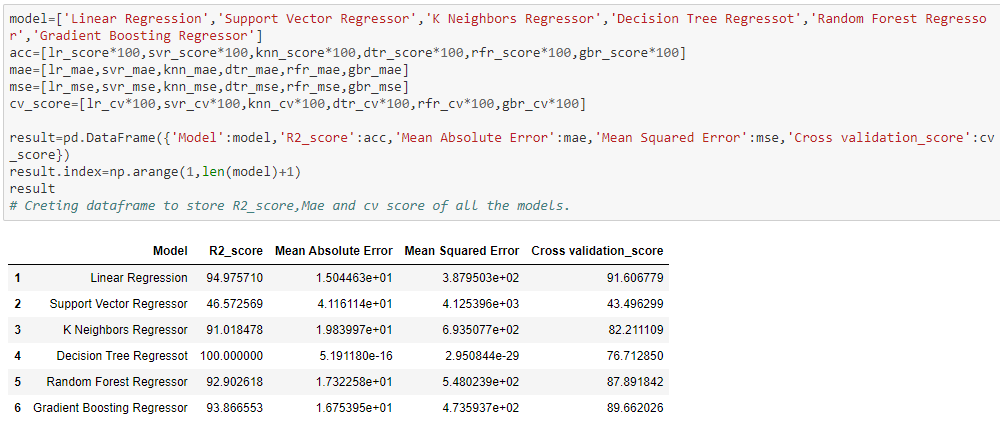 model=['Linear Regression','Support Vector Regressor','K Neighbors Regressor','Decision Tree Regressot','Random Forest Regresso
r','Gradient Boosting Regressor']
acc=[lr_score*100,svr_score*100,knn_score*100,dtr_score*100,rfr_score*100,gbr_score*100]
mae=[lr_mae,svr_mae,knn_mae,dtr_mae,rfr_mae,gbr_mae]
mse=[lr_mse,svr_mse,knn_mse,dtr_mse,rfr_mse,gbr_mse]
cv_score=[lr_cv*100,svr_cv*100,knn_cv*100,dtr_cv*100,rfr_cv*100,gbr_cv*100]
result=pd.DataFrame({'Model':model,'R2_score':acc,'Mean Absolute Error':mae,'Mean Squared Error':mse,'Cross validation_score':cv
_score})
result.index=np.arange(1,len(model)+1)
result
# Creting dataframe to store R2_score,Mae and cv score of all the models.
Model R2_score Mean Absolute Error Mean Squared Error Cross validation_score
1 Linear Regression 94.975710 1.504463e+01 3.879503e+02 91.606779
2 Support Vector Regressor 46.572569 4.116114e+01 4.125396e+03 43.496299
3 K Neighbors Regressor 91.018478 1.983997e+01 6.935077e+02 82.211109
4 Decision Tree Regressot 100.000000 5.191180e-16 2.950844e-29 76.712850
5 Random Forest Regressor 92.902618 1.732258e+01 5.480239e+02 87.891842
6 Gradient Boosting Regressor 93.866553 1.675395e+01 4.735937e+02 89.662026